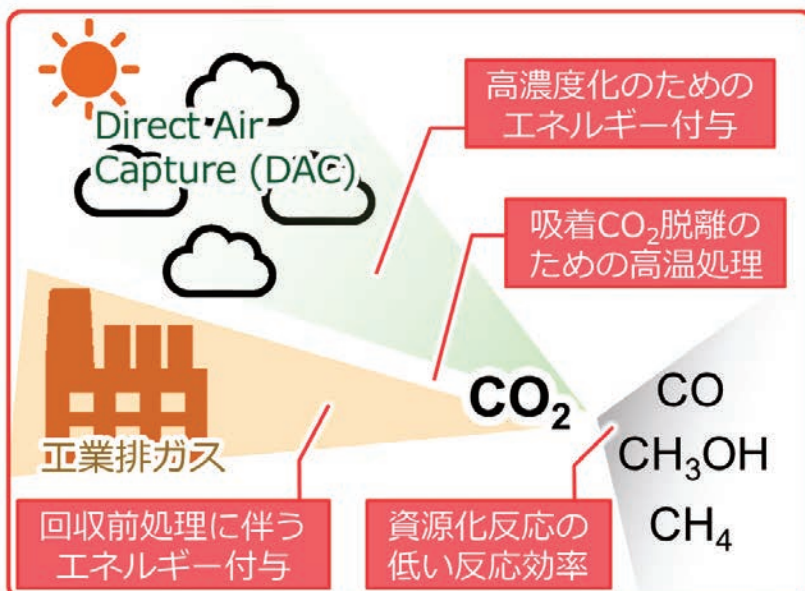 Direct Air
Capture (DAC)
高濃度化のための
エネルギー付与
吸着CO₂脱離の
ための高温処理
CO₂
工業排ガス
回収前処理に伴う
エネルギー付与
資源化反応の
低い反応効率
CO
CH₃OH
CH₄